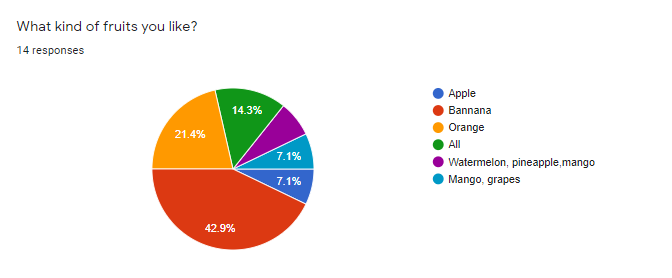 What kind of fruits you like?
14 responses
14.3%
21.4%
7.1%
7.1%
42.9%
Apple
Bannana
Orange
All
Watermelon, pineapple,mango
Mango, grapes